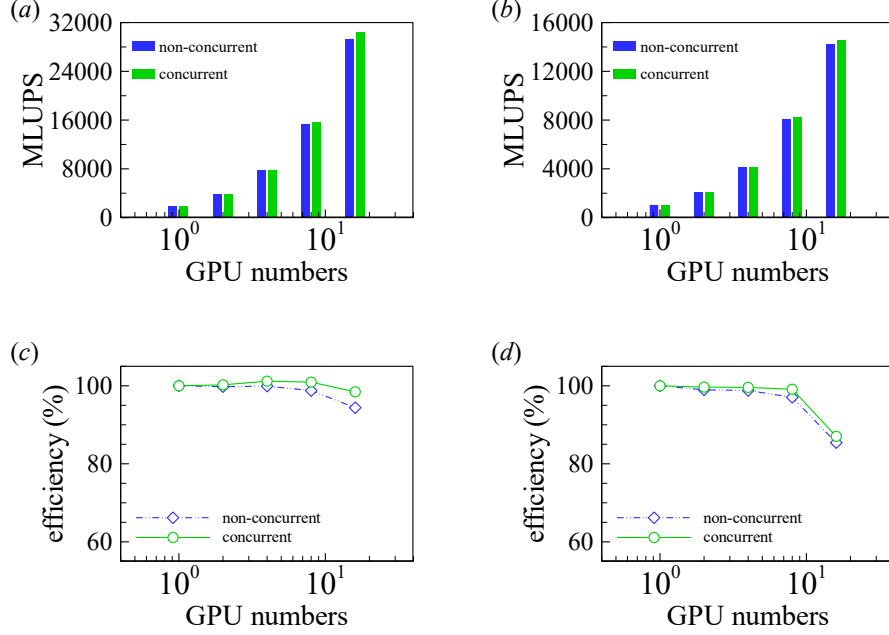 (a)
32000
24000
16000
8000
0
MLUPS
non-concurrent
concurrent
10^0
10^1
GPU numbers
(b)
16000
12000
8000
4000
0
MLUPS
non-concurrent
concurrent
10^0
10^1
GPU numbers
(c)
100
80
60
efficiency (%)
non-concurrent
concurrent
10^0
10^1
GPU numbers
(d)
100
80
60
efficiency (%)
non-concurrent
concurrent
10^0
10^1
GPU numbers